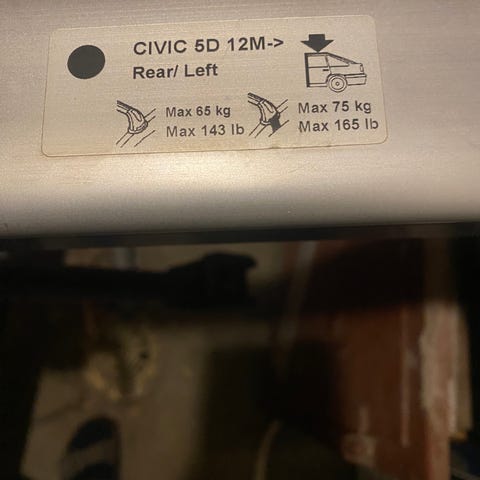 CIVIC 5D 12M->
Rear/ Left
Max 65 kg
Max 143 lb
Max 75 kg
Max 165 lb